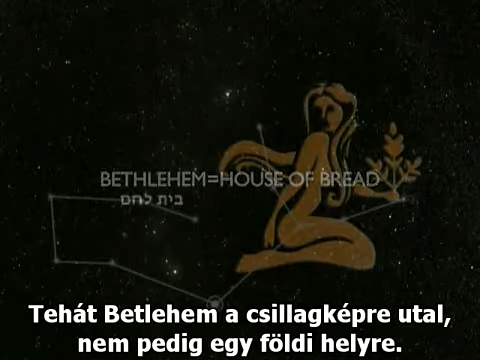 BETHLEHEM=HOUSE OF BREAD
בית לחם
Tehát Betlehem a csillagképre utal,
nem pedig egy földi helyre.